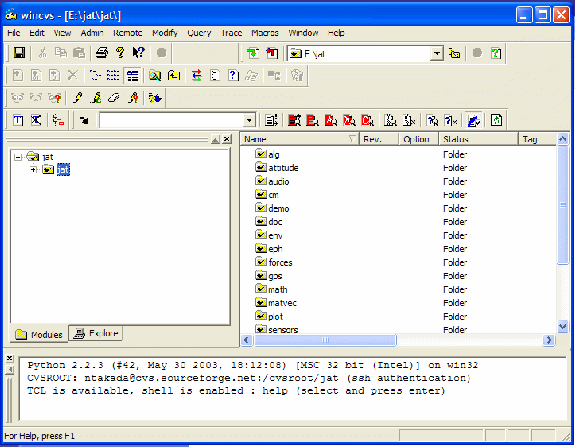 wincvs - [E:\jat\jat\]
File Edit View Admin Remote Modify Query Trace Macros Window Help
E:\jat
Name Rev. Option Status Tag
jat
jat
alg Folder
attitude Folder
audio Folder
cm Folder
demo Folder
doc Folder
env Folder
eph Folder
forces Folder
gps Folder
math Folder
matvec Folder
plot Folder
sensors Folder
Modules Explore
Python 2.2.3 (#42, May 30 2003, 18:12:08) [MSC 32 bit (Intel)] on win32
CVSROOT: ntakada@cvs.sourceforge.net:/cvsroot/jat (ssh authentication)
TCL is available, shell is enabled : help (select and press enter)
For Help, press F1